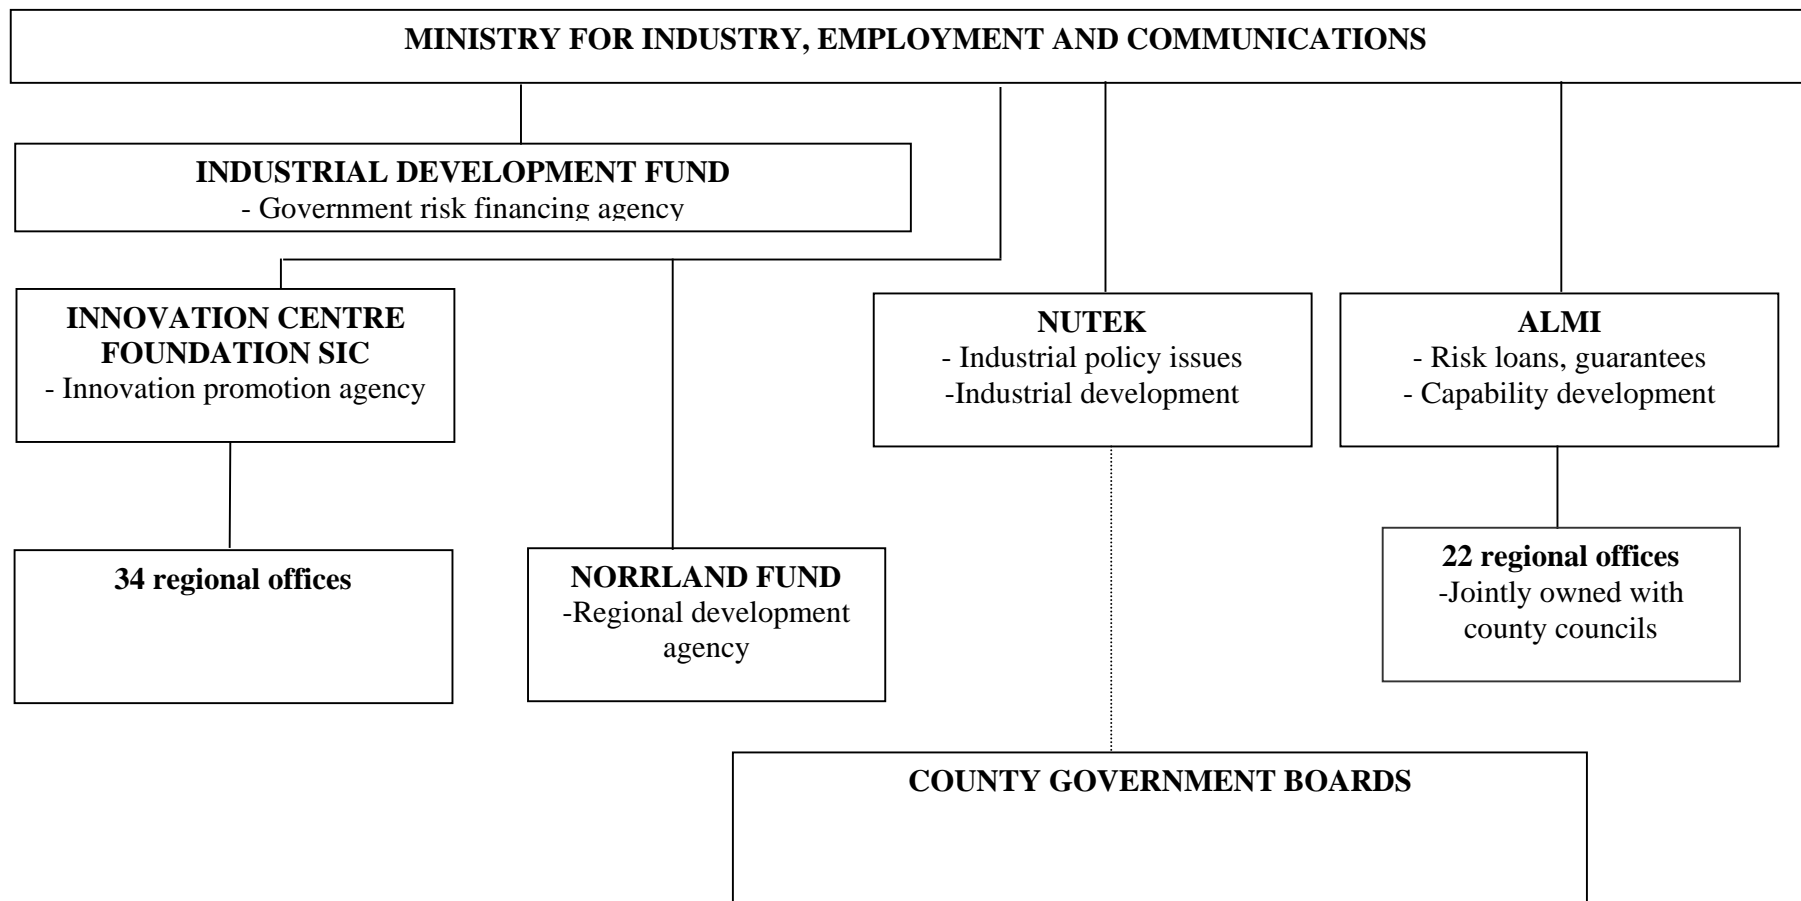 MINISTRY FOR INDUSTRY, EMPLOYMENT AND COMMUNICATIONS
INDUSTRIAL DEVELOPMENT FUND
- Government risk financing agency
INNOVATION CENTRE
FOUNDATION SIC
- Innovation promotion agency
NUTEK
- Industrial policy issues
-Industrial development
ALMI
- Risk loans, guarantees
- Capability development
34 regional offices
NORRLAND FUND
-Regional development
agency
22 regional offices
-Jointly owned with
county councils
COUNTY GOVERNMENT BOARDS